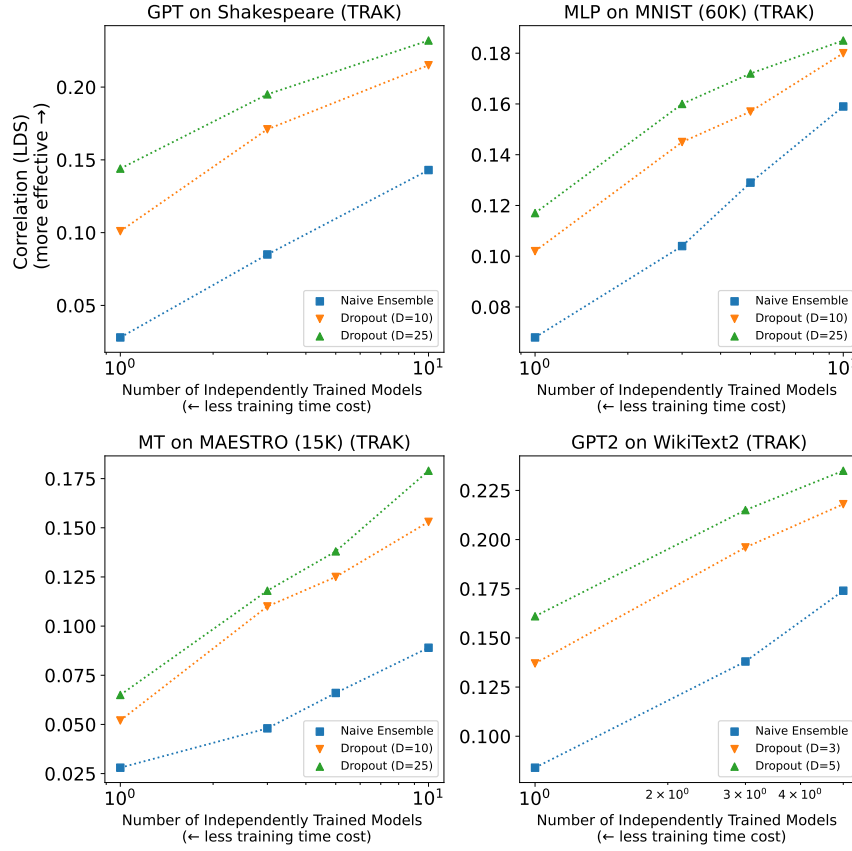 GPT on Shakespeare (TRAK)
Correlation (LDS)
(more effective →)
0.20
0.15
0.10
0.05
Naive Ensemble
Dropout (D=10)
Dropout (D=25)
10⁰
10¹
Number of Independently Trained Models
(← less training time cost)
MLP on MNIST (60K) (TRAK)
0.18
0.16
0.14
0.12
0.10
0.08
Naive Ensemble
Dropout (D=10)
Dropout (D=25)
10⁰
10¹
Number of Independently Trained Models
(← less training time cost)
MT on MAESTRO (15K) (TRAK)
0.175
0.150
0.125
0.100
0.075
0.050
0.025
Naive Ensemble
Dropout (D=10)
Dropout (D=25)
10⁰
10¹
Number of Independently Trained Models
(← less training time cost)
GPT2 on WikiText2 (TRAK)
0.225
0.200
0.175
0.150
0.125
0.100
Naive Ensemble
Dropout (D=3)
Dropout (D=5)
10⁰
2 × 10⁰
3 × 10⁰
4 × 10⁰
Number of Independently Trained Models
(← less training time cost)